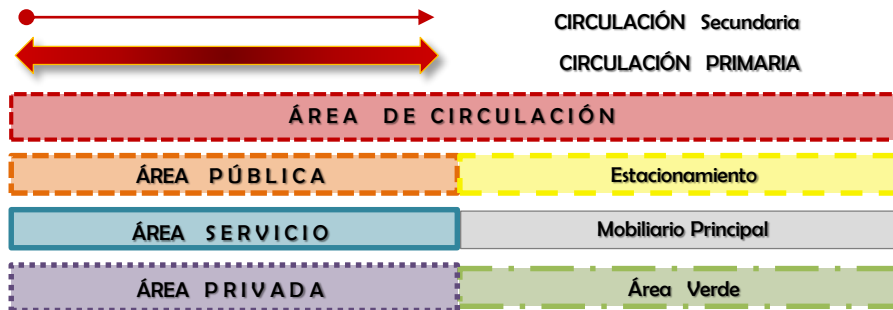 CIRCULACIÓN Secundaria
CIRCULACIÓN PRIMARIA
ÁREA DE CIRCULACIÓN
ÁREA PÚBLICA
Estacionamiento
ÁREA SERVICIO
Mobiliario Principal
ÁREA PRIVADA
Área Verde